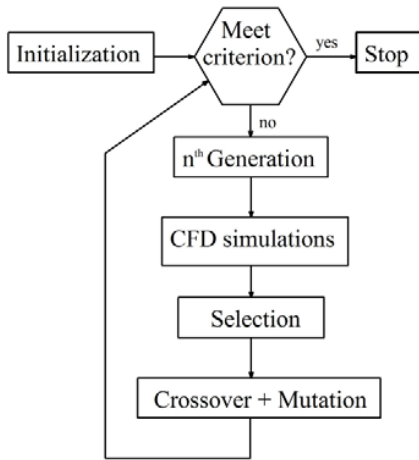 Initialization
Meet
criterion?
yes
Stop
no
nᵗʰ Generation
CFD simulations
Selection
Crossover + Mutation